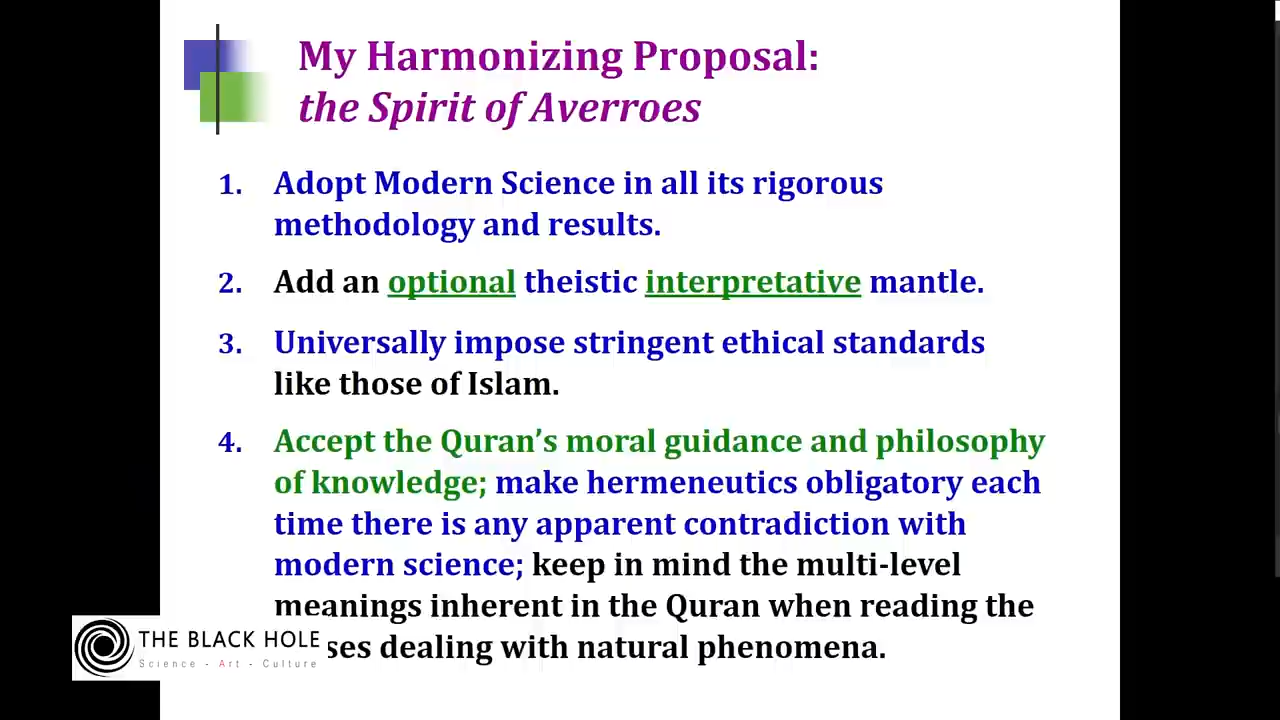 My Harmonizing Proposal:
the Spirit of Averroes
1. Adopt Modern Science in all its rigorous
methodology and results.
2. Add an optional theistic interpretative mantle.
3. Universally impose stringent ethical standards
like those of Islam.
4. Accept the Quran’s moral guidance and philosophy
of knowledge; make hermeneutics obligatory each
time there is any apparent contradiction with
modern science; keep in mind the multi-level
meanings inherent in the Quran when reading the
ses dealing with natural phenomena.
THE BLACK HOLE
Science - Art - Culture